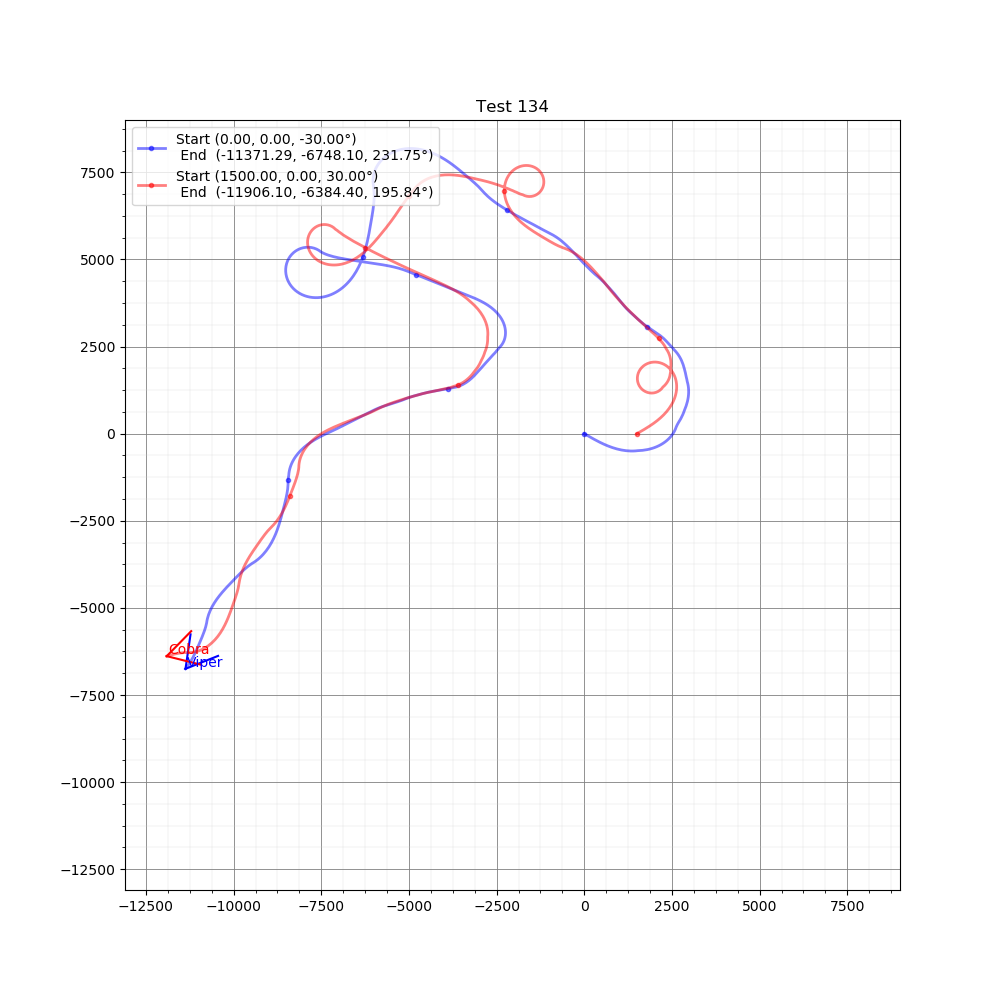 Test 134
Start (0.00, 0.00, -30.00°)
End  (-11371.29, -6748.10, 231.75°)
Start (1500.00, 0.00, 30.00°)
End  (-11906.10, -6384.40, 195.84°)
7500
5000
2500
0
−2500
−5000
−7500
−10000
−12500
Cobra
Viper
−12500 −10000 −7500 −5000 −2500 0 2500 5000 7500